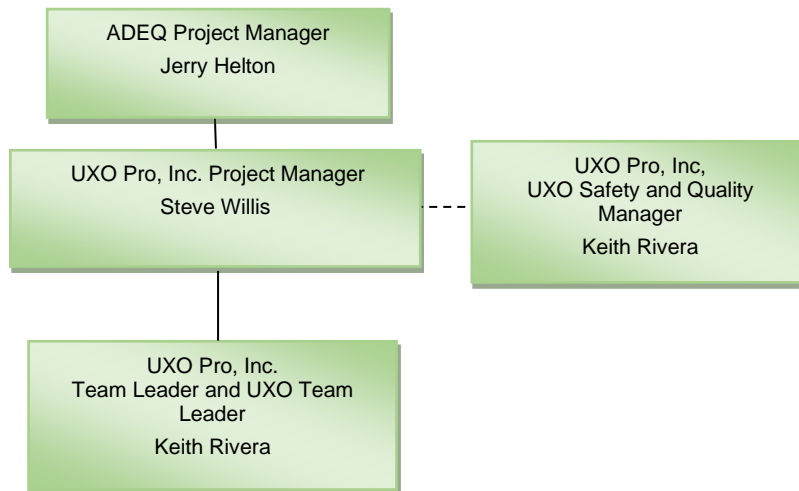 ADEQ Project Manager
Jerry Helton
UXO Pro, Inc. Project Manager
Steve Willis
UXO Pro, Inc,
UXO Safety and Quality
Manager
Keith Rivera
UXO Pro, Inc.
Team Leader and UXO Team
Leader
Keith Rivera